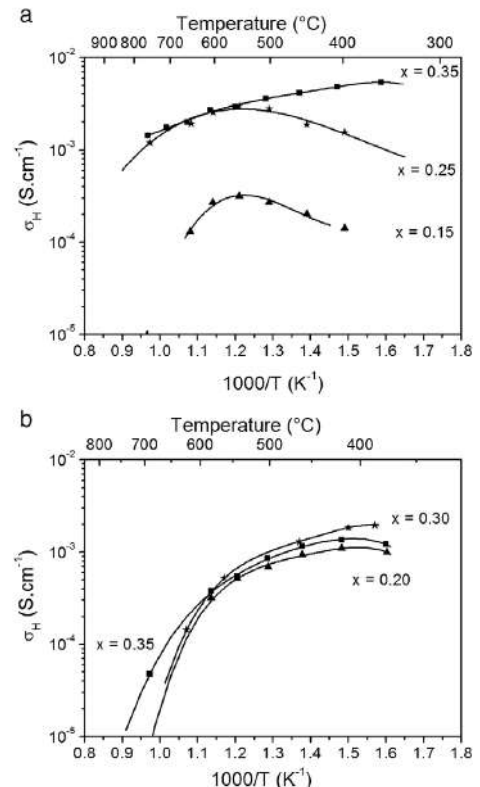 a
Temperature (°C)
900 800 700 600 500 400 300
10⁻²
10⁻³
10⁻⁴
10⁻⁵
σH (S.cm⁻¹)
x = 0.35
x = 0.25
x = 0.15
0.8 0.9 1.0 1.1 1.2 1.3 1.4 1.5 1.6 1.7 1.8
1000/T (K⁻¹)
b
Temperature (°C)
800 700 600 500 400
10⁻²
10⁻³
10⁻⁴
10⁻⁵
σH (S.cm⁻¹)
x = 0.30
x = 0.20
x = 0.35
0.8 0.9 1.0 1.1 1.2 1.3 1.4 1.5 1.6 1.7 1.8
1000/T (K⁻¹)